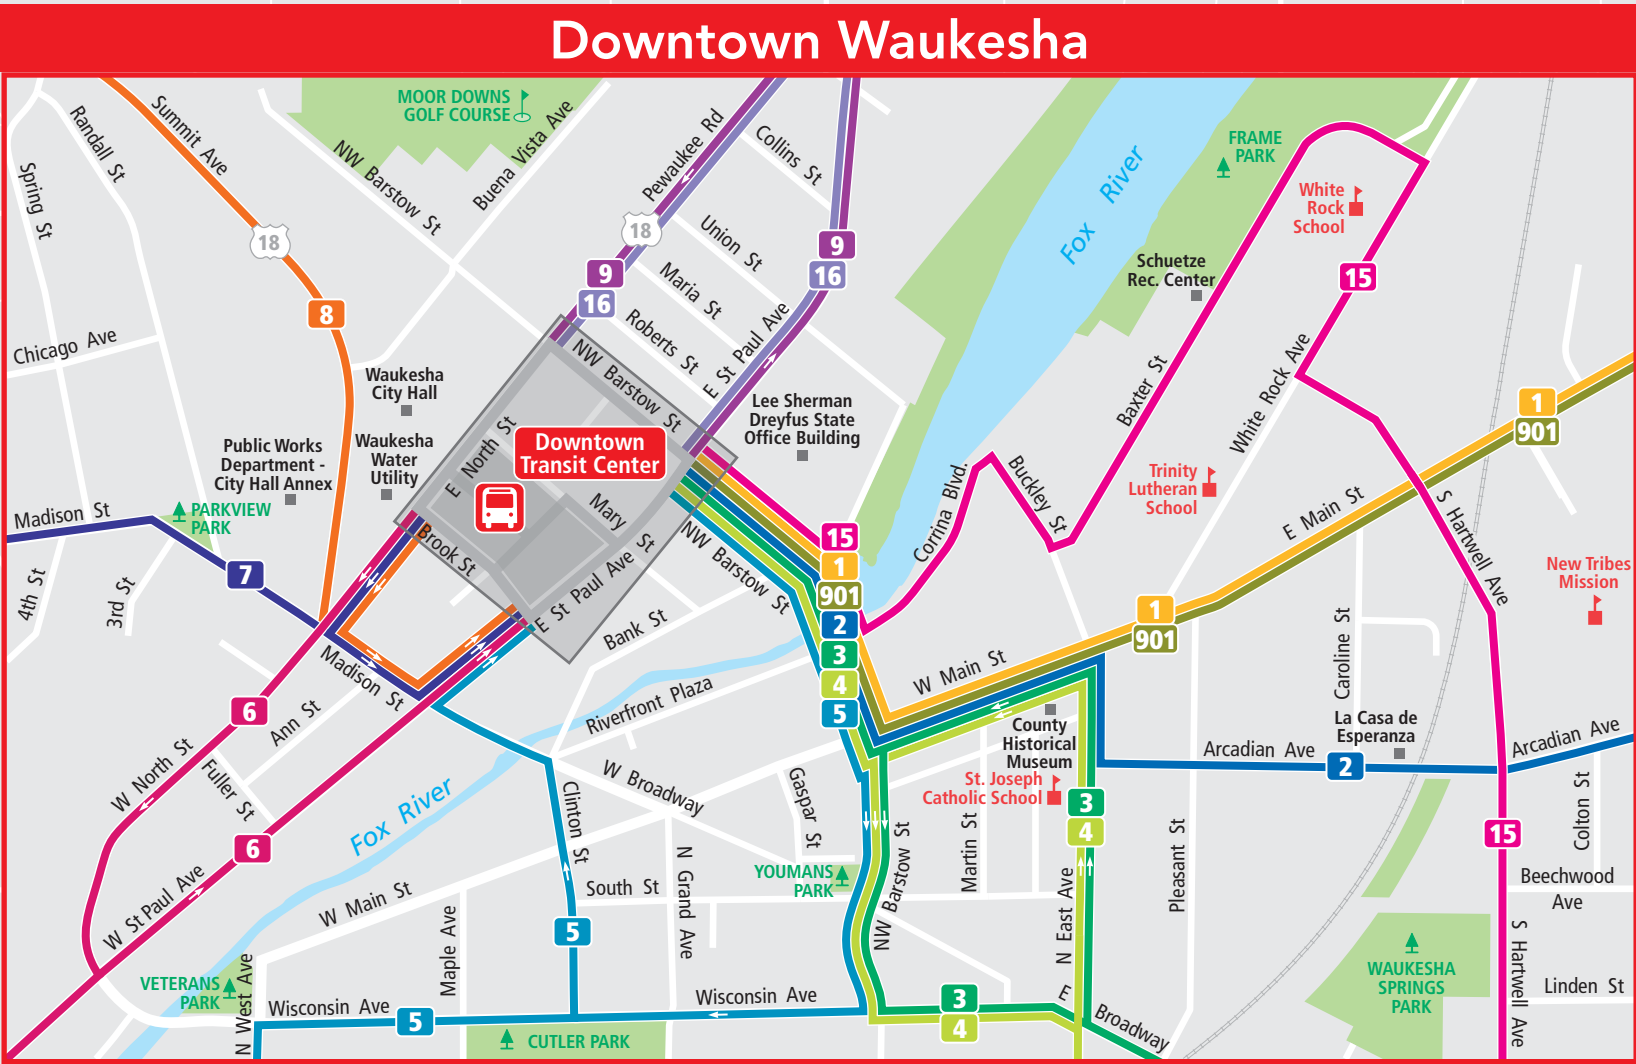 Downtown Waukesha
MOOR DOWNS
GOLF COURSE
Summit Ave
Randall St
Spring St
NW Barstow St
Buena Vista Ave
Pewaukee Rd
Collins St
Union St
Maria St
Roberts St
E St Paul Ave
Fox River
FRAME
PARK
White
Rock
School
Schuetze
Rec. Center
18
18
9
16
9
16
8
15
Chicago Ave
Waukesha
City Hall
Waukesha
Water
Utility
Public Works
Department -
City Hall Annex
NW Barstow St
E North St
Downtown
Transit Center
Mary St
Brook St
E St Paul Ave
Lee Sherman
Dreyfus State
Office Building
Baxter St
White Rock Ave
Buckley St
Corrina Blvd.
Trinity
Lutheran
School
E Main St
S Hartwell Ave
1
901
New Tribes
Mission
Madison St
PARKVIEW
PARK
7
4th St
3rd St
NW Barstow St
Bank St
15
1
901
2
3
4
5
1
901
Caroline St
W Main St
Madison St
6
Ann St
Riverfront Plaza
County
Historical
Museum
St. Joseph
Catholic School
La Casa de
Esperanza
Arcadian Ave
2
Arcadian Ave
W North St
Fuller St
Fox River
W Broadway
Clinton St
Gaspar St
NW Barstow St
Martin St
3
4
Pleasant St
15
Colton St
6
W St Paul Ave
W Main St
South St
N Grand Ave
YOUMANS
PARK
N East Ave
Beechwood
Ave
5
Maple Ave
VETERANS
PARK
N West Ave
Wisconsin Ave
5
Wisconsin Ave
CUTLER PARK
3
4
E Broadway
WAUKESHA
SPRINGS
PARK
S Hartwell Ave
Linden St